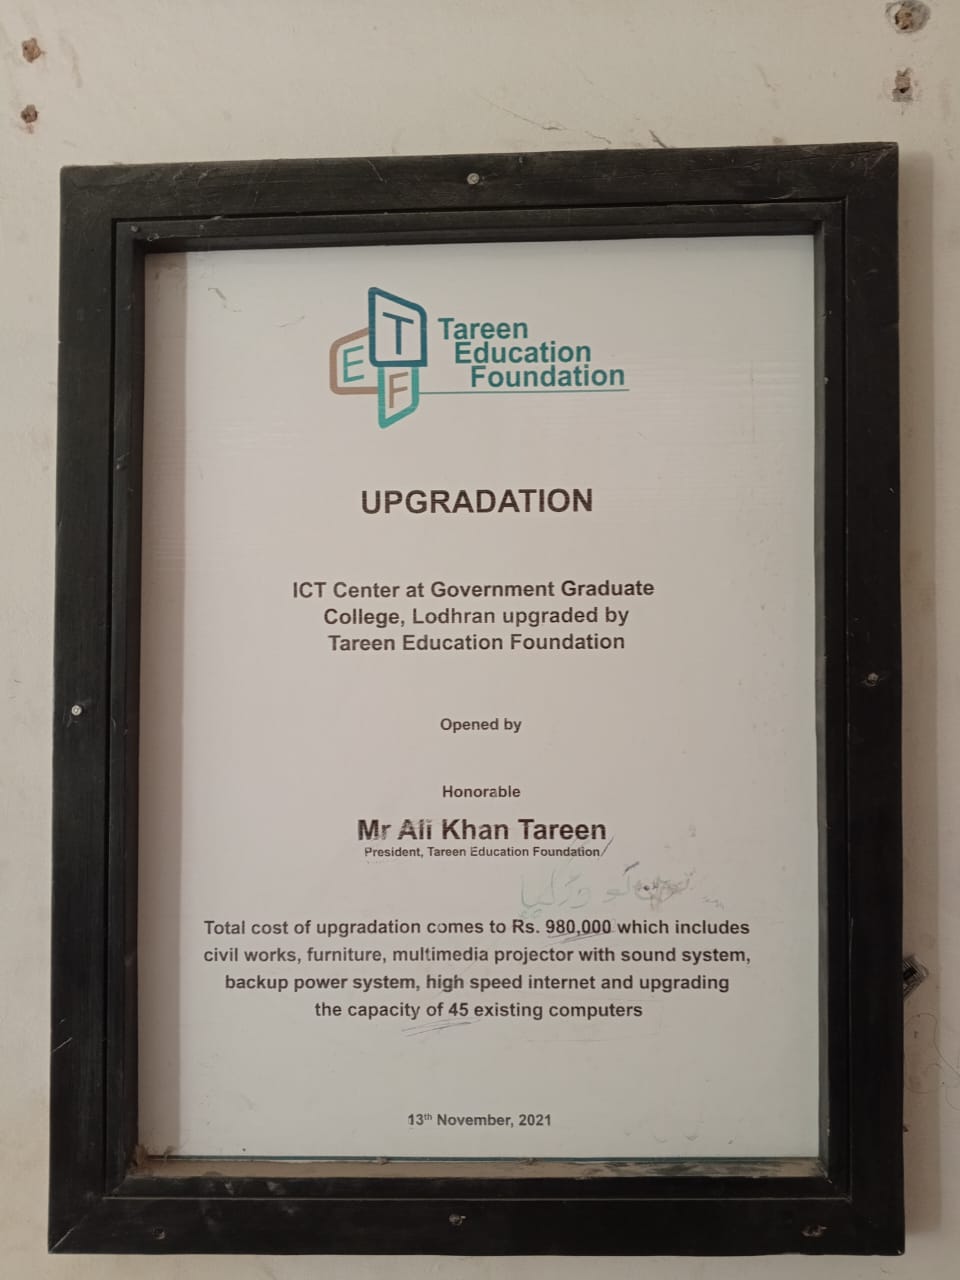 T
E
F
Tareen
Education
Foundation
UPGRADATION
ICT Center at Government Graduate
College, Lodhran upgraded by
Tareen Education Foundation
Opened by
Honorable
Mr Ali Khan Tareen
President, Tareen Education Foundation
Total cost of upgradation comes to Rs. 980,000 which includes
civil works, furniture, multimedia projector with sound system,
backup power system, high speed internet and upgrading
the capacity of 45 existing computers
13th November, 2021